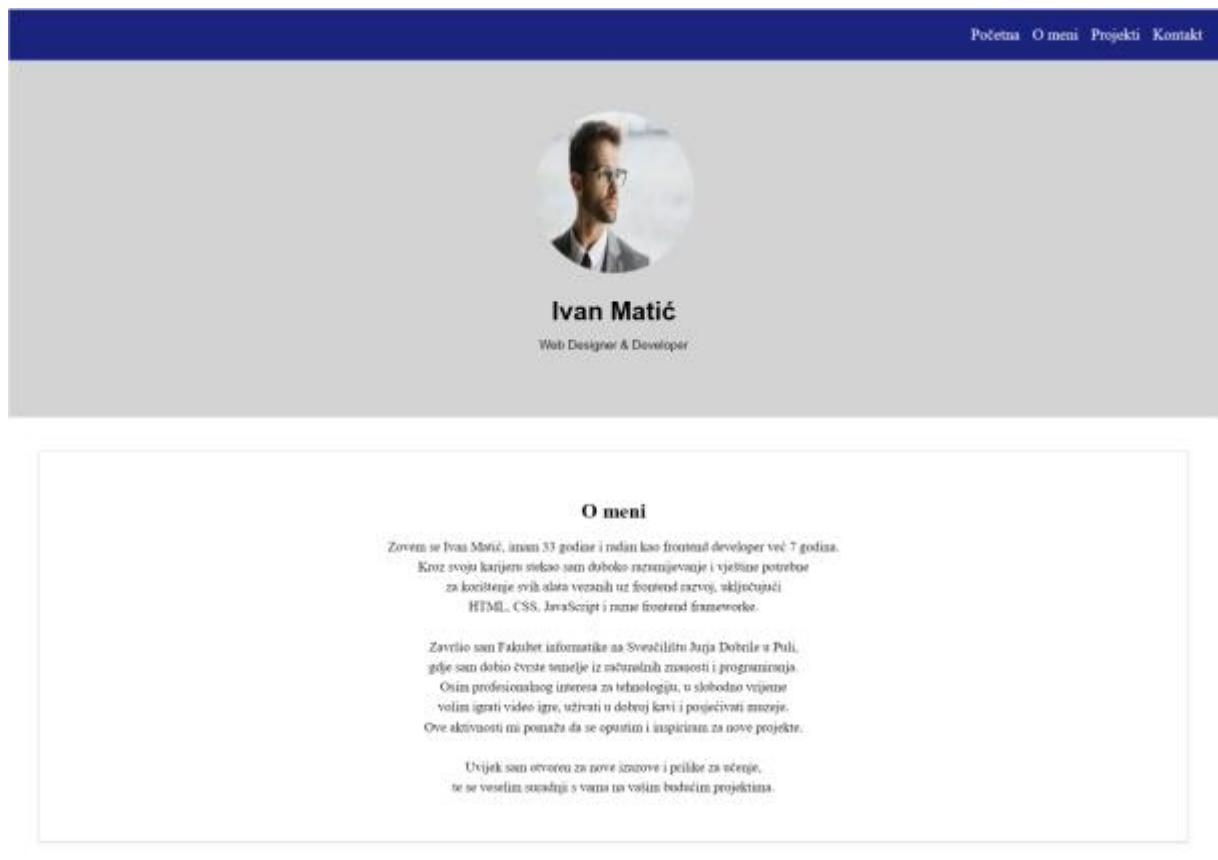 Početna O meni Projekti Kontakt
Ivan Matić
Web Designer & Developer
O meni
Zovem se Ivan Matić, imam 33 godine i radim kao frontend developer već 7 godina.
Kroz svoju karijeru stekao sam duboko razumijevanje i vještine potrebne
za korištenje svih alata vezanih uz frontend razvoj, uključujući
HTML, CSS, JavaScript i razne frontend frameworke.
Završio sam Fakultet informatike na Sveučilištu Jurja Dobrile u Puli,
gdje sam dobio čvrste temelje iz računalnih znanosti i programiranja.
Osim profesionalnog interesa za tehnologiju, u slobodno vrijeme
volim igrati video igre, uživati u dobroj kavi i posjećivati muzeje.
Ove aktivnosti mi pomažu da se opustim i inspiriram za nove projekte.
Uvijek sam otvoren za nove izazove i prilike za učenje,
te se veselim suradnji s vama na vašim budućim projektima.